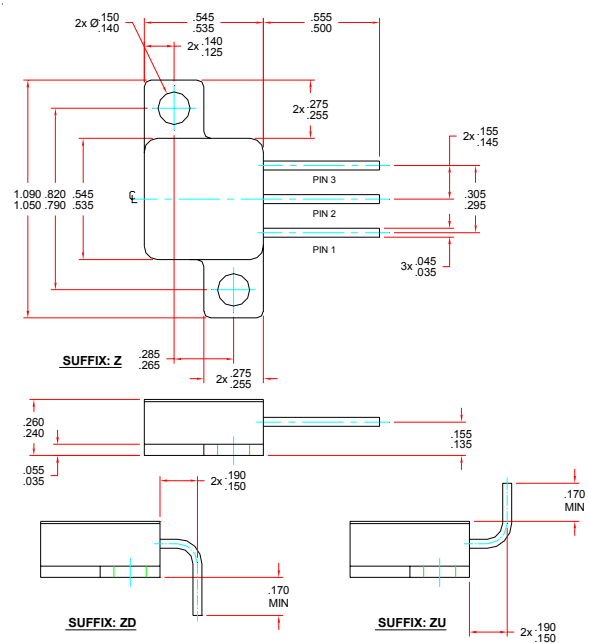 2x Ø .150
.140
.545
.535
.555
.500
2x .140
.125
2x .275
.255
2x .155
.145
1.090
1.050
.820
.790
.545
.535
℄
PIN 3
PIN 2
PIN 1
.305
.295
3x .045
.035
SUFFIX: Z
.285
.265
2x .275
.255
.260
.240
.055
.035
.155
.135
2x .190
.150
.170
MIN
SUFFIX: ZD
.170
MIN
SUFFIX: ZU
2x .190
.150